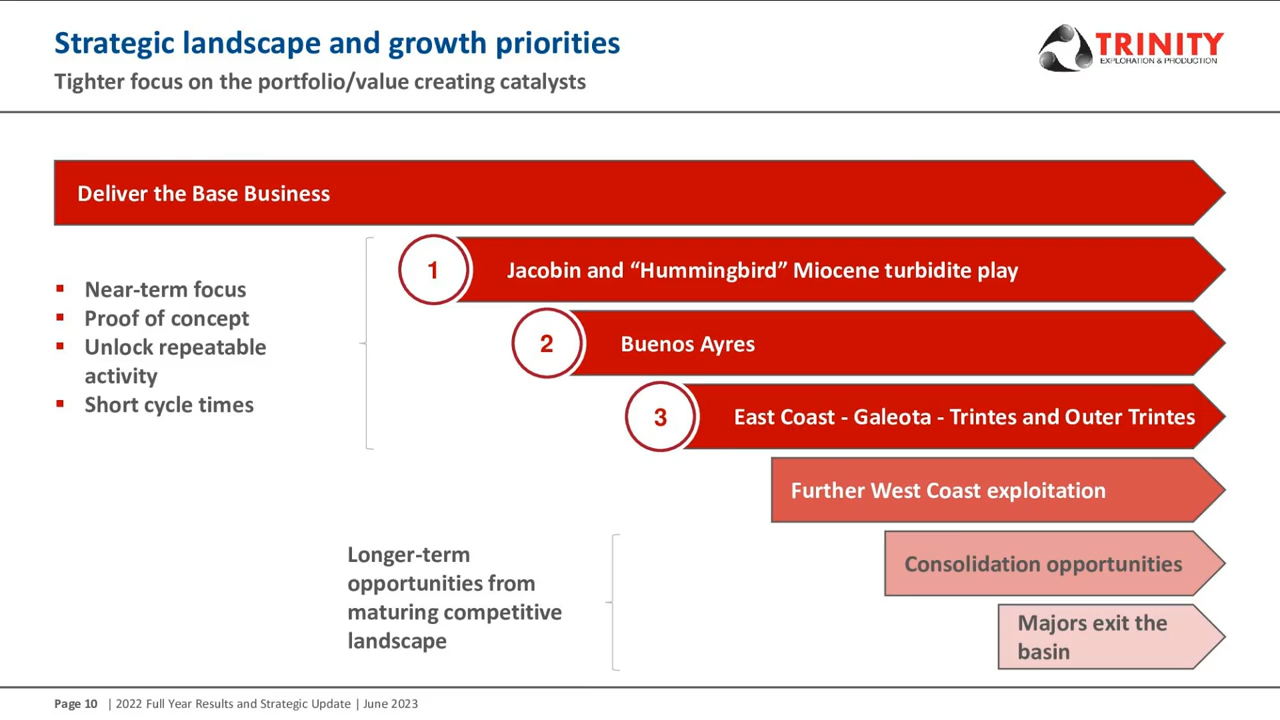 Strategic landscape and growth priorities
Tighter focus on the portfolio/value creating catalysts
TRINITY
EXPLORATION & PRODUCTION
Deliver the Base Business
▪ Near-term focus
▪ Proof of concept
▪ Unlock repeatable
activity
▪ Short cycle times
1
Jacobin and “Hummingbird” Miocene turbidite play
2
Buenos Ayres
3
East Coast - Galeota - Trintes and Outer Trintes
Further West Coast exploitation
Longer-term
opportunities from
maturing competitive
landscape
Consolidation opportunities
Majors exit the
basin
Page 10 | 2022 Full Year Results and Strategic Update | June 2023